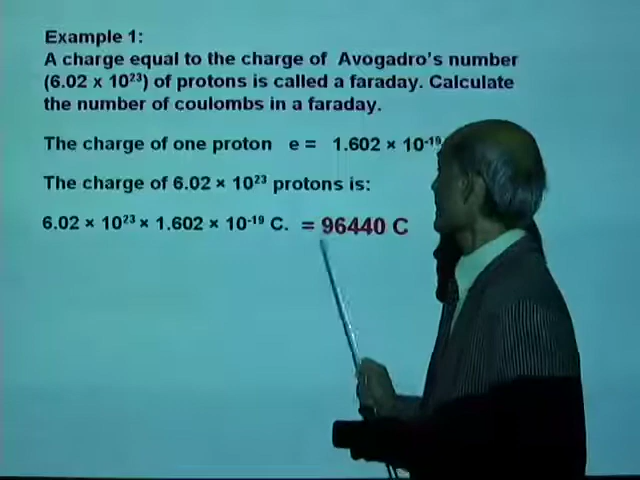 Example 1:
A charge equal to the charge of Avogadro's number
(6.02 x 10²³) of protons is called a faraday. Calculate
the number of coulombs in a faraday.
The charge of one proton e = 1.602 × 10⁻¹⁹
The charge of 6.02 × 10²³ protons is:
6.02 × 10²³ × 1.602 × 10⁻¹⁹ C. = 96440 C